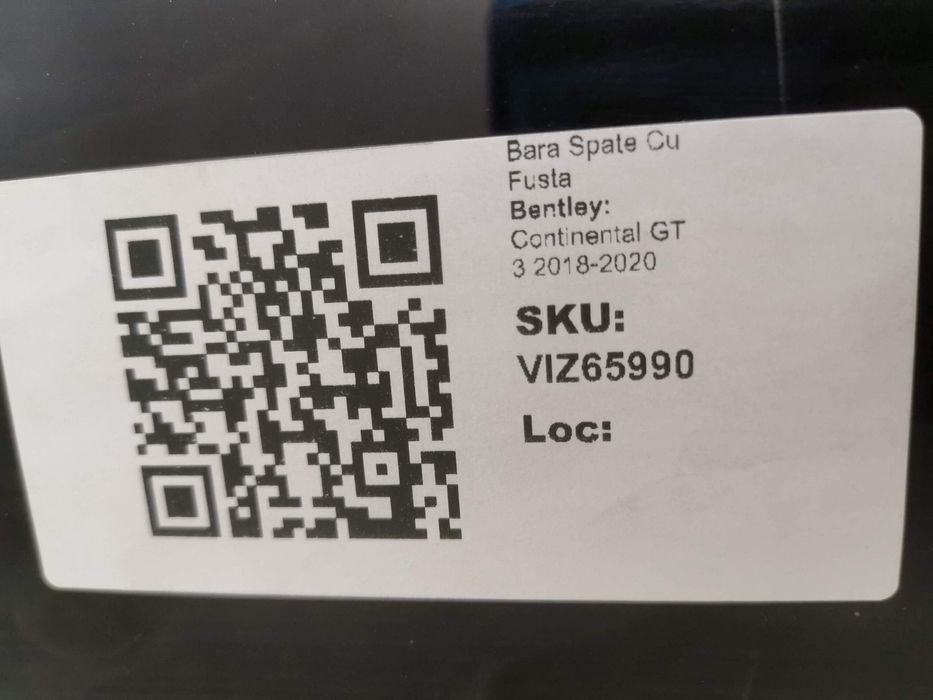 Bara Spate Cu
Fusta
Bentley:
Continental GT
3 2018-2020
SKU:
VIZ65990
Loc: